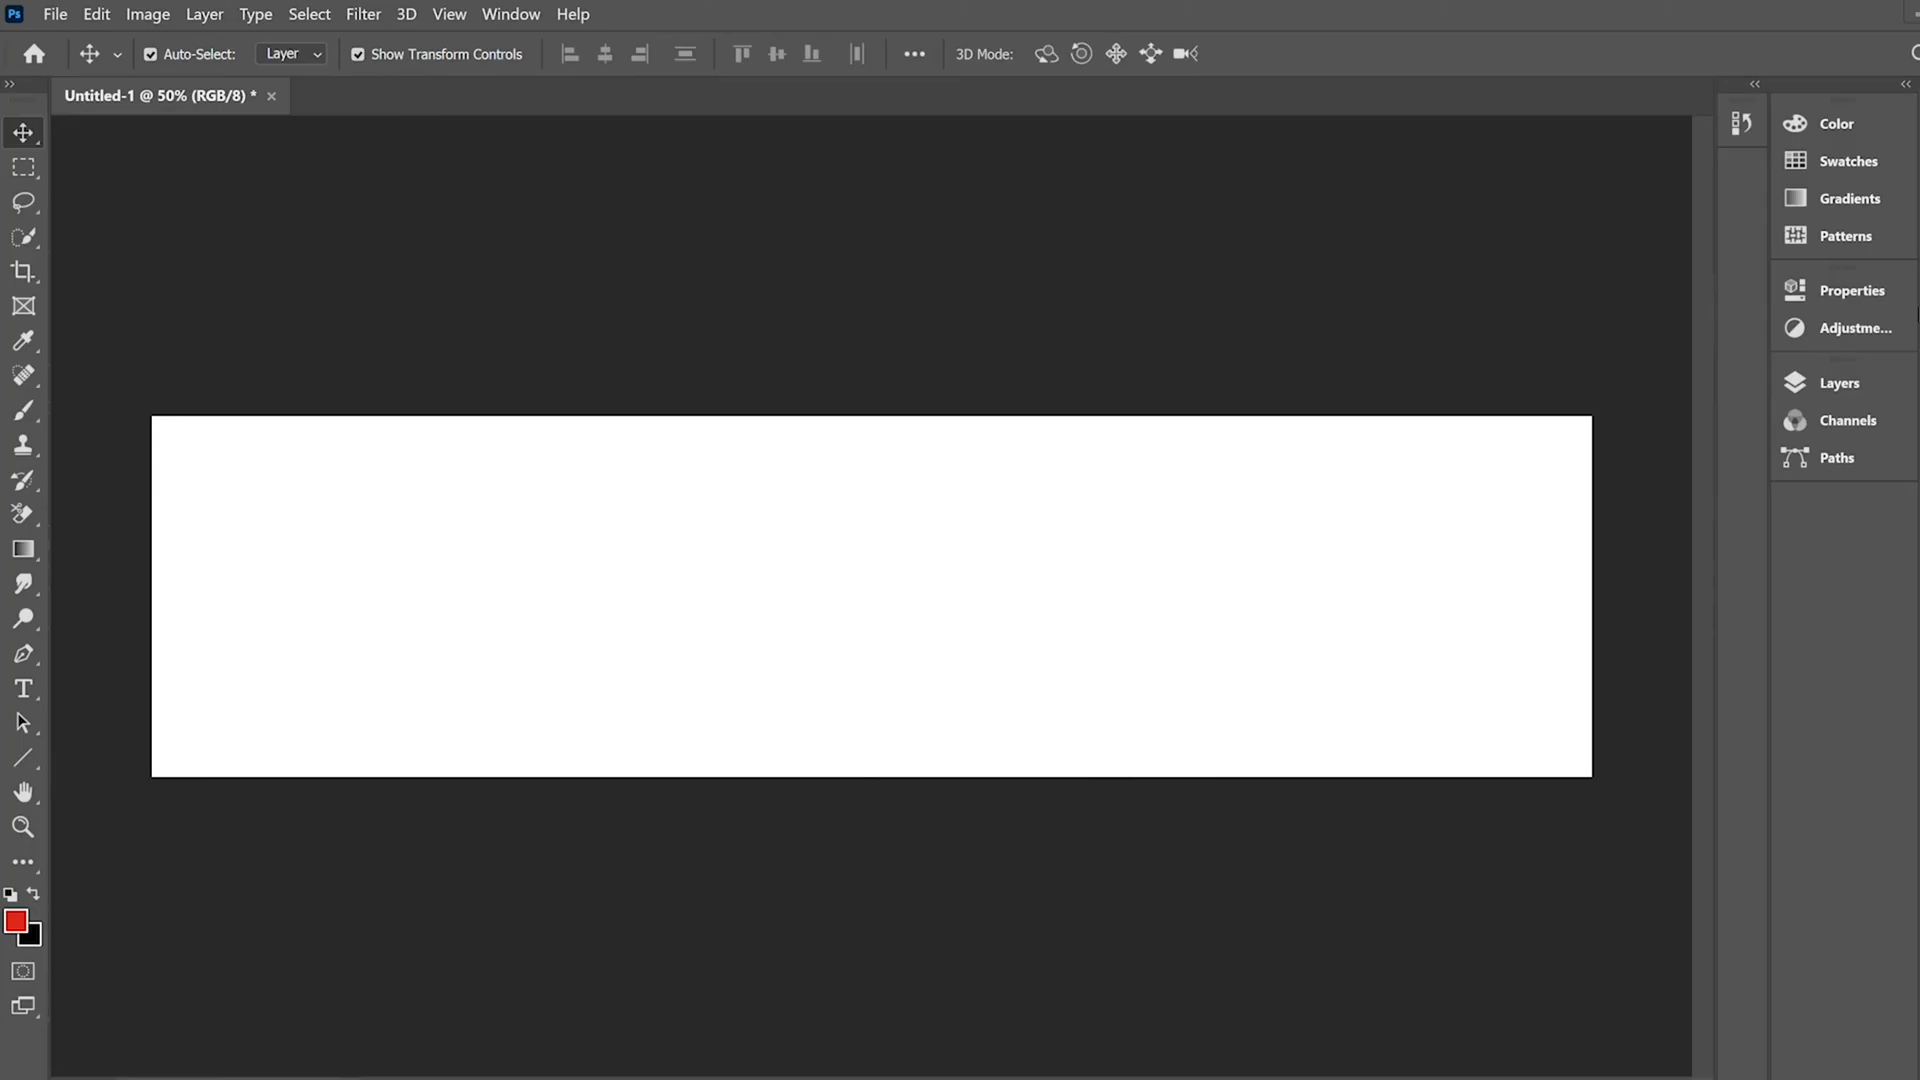 Ps File Edit Image Layer Type Select Filter 3D View Window Help
Auto-Select: Layer Show Transform Controls 3D Mode:
Untitled-1 @ 50% (RGB/8) *
Color
Swatches
Gradients
Patterns
Properties
Adjustme...
Layers
Channels
Paths